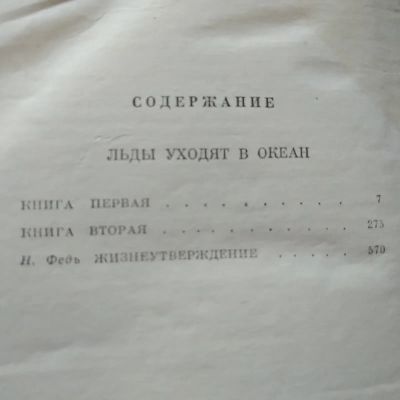 СОДЕРЖАНИЕ
ЛЬДЫ УХОДЯТ В ОКЕАН
КНИГА ПЕРВАЯ . . . . . . . . . . 7
КНИГА ВТОРАЯ . . . . . . . . . . 275
Н. Федь ЖИЗНЕУТВЕРЖДЕНИЕ . . . . . 570